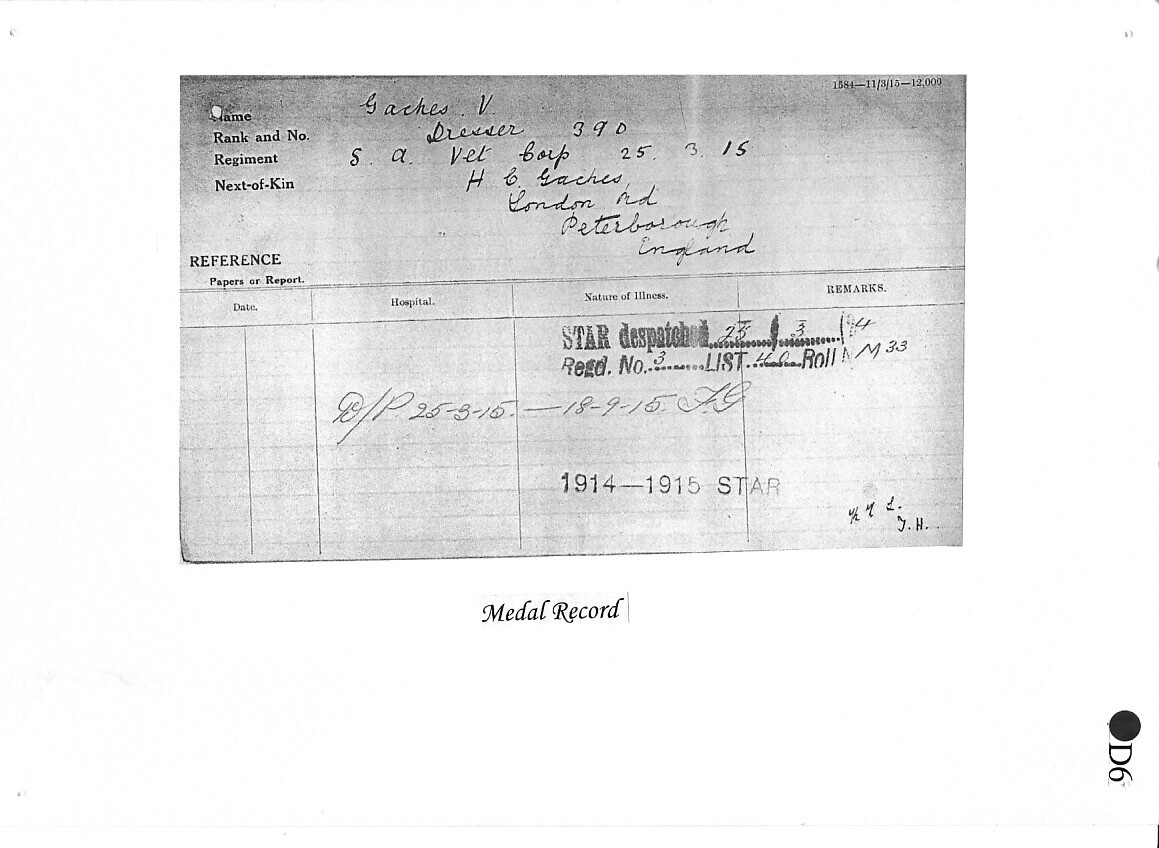 1584—11/3/15—12,000
Name Gaches. V.
Rank and No. Dresser 390
Regiment S. A. Vet Corp 25. 3. 15
Next-of-Kin H C Gaches,
London Rd
Peterborough
England
REFERENCE
Papers or Report.
Date. Hospital. Nature of Illness. REMARKS.
STAR despatched 25 3
Regd. No. 3 LIST 40 Roll M 33
D/P 25-3-15. — 18-9-15. F.G
1914—1915 STAR
J. H.
Medal Record
D6